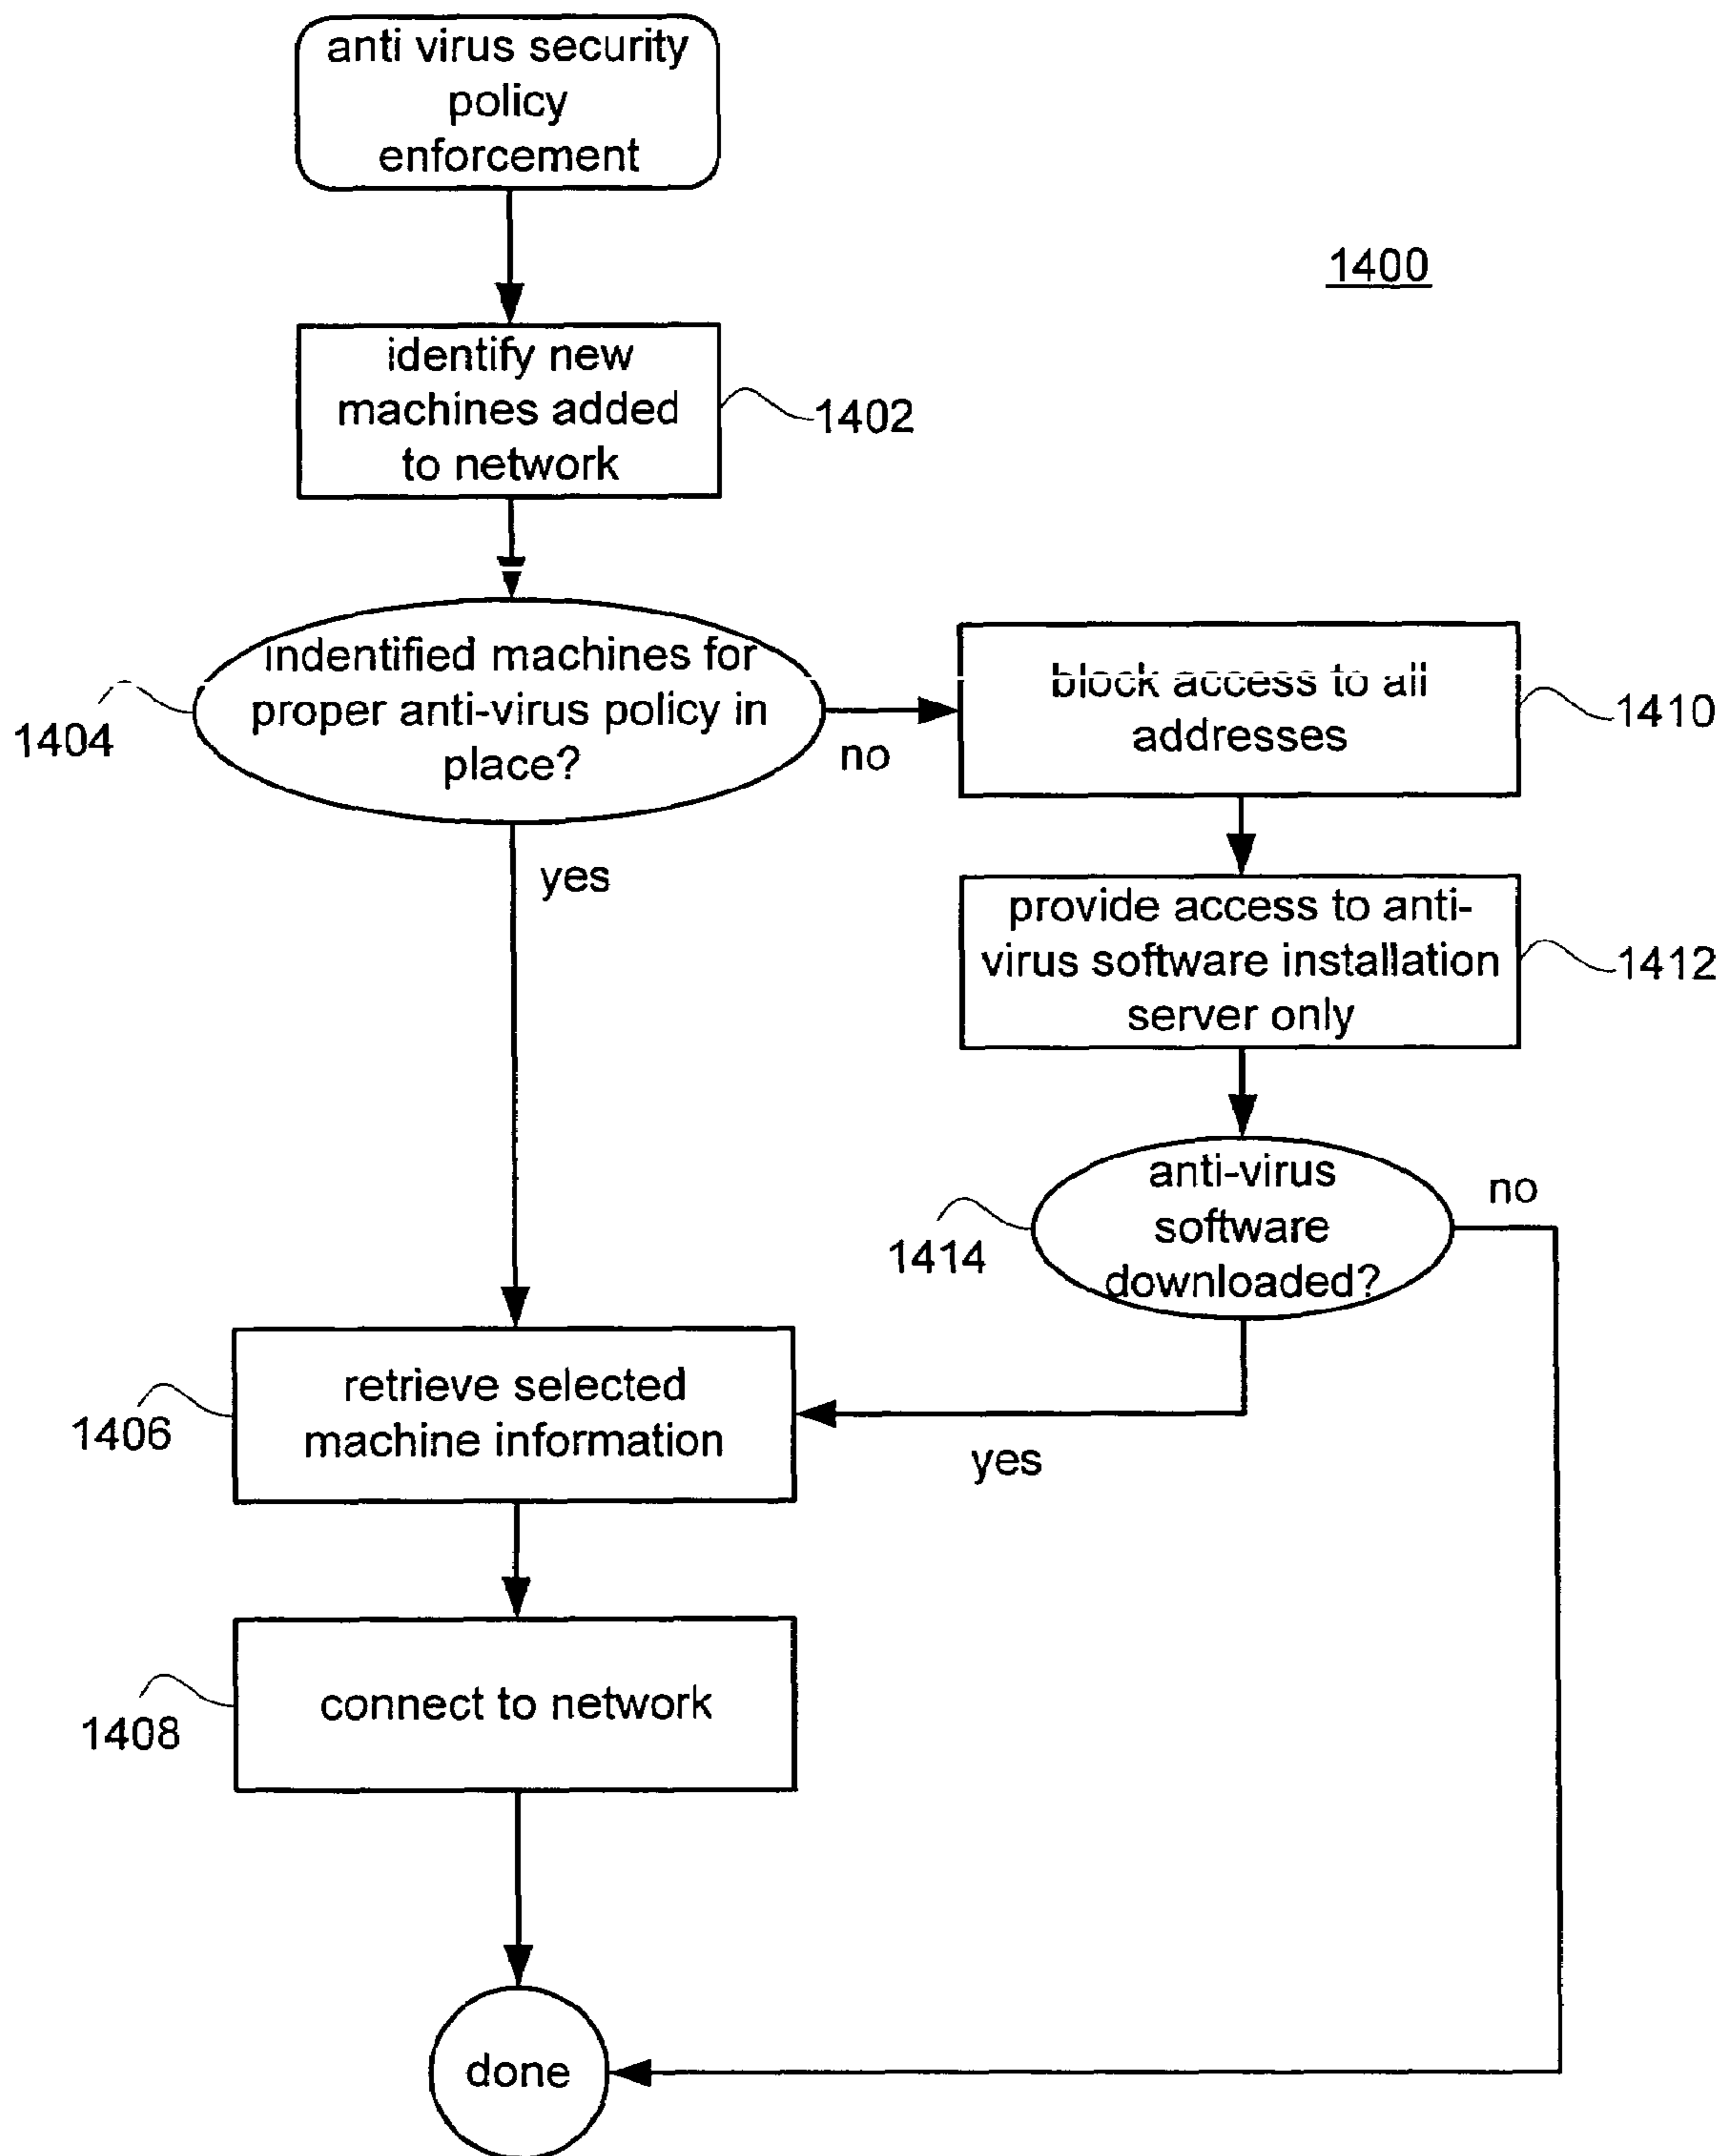 anti virus security
policy
enforcement
1400
identify new
machines added
to network
1402
indentified machines for
proper anti-virus policy in
place?
1404
no
block access to all
addresses
1410
yes
provide access to anti-
virus software installation
server only
1412
anti-virus
software
downloaded?
no
1414
retrieve selected
machine information
1406
yes
connect to network
1408
done